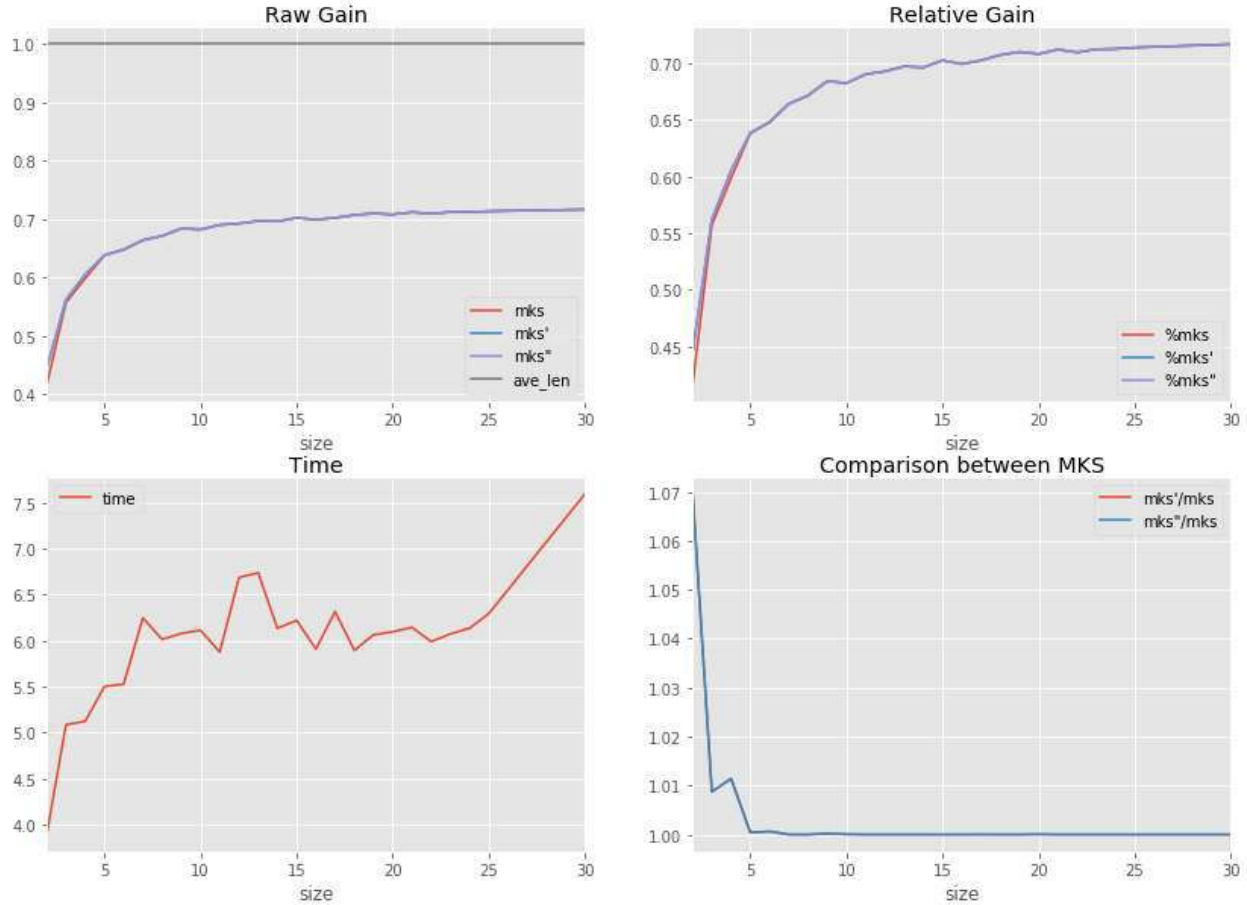 Raw Gain
1.0
0.9
0.8
0.7
0.6
0.5
0.4
mks
mks'
mks"
ave_len
5 10 15 20 25 30
size
Relative Gain
0.70
0.65
0.60
0.55
0.50
0.45
%mks
%mks'
%mks"
5 10 15 20 25 30
size
Time
time
7.5
7.0
6.5
6.0
5.5
5.0
4.5
4.0
5 10 15 20 25 30
size
Comparison between MKS
1.07
1.06
1.05
1.04
1.03
1.02
1.01
1.00
mks'/mks
mks"/mks
5 10 15 20 25 30
size